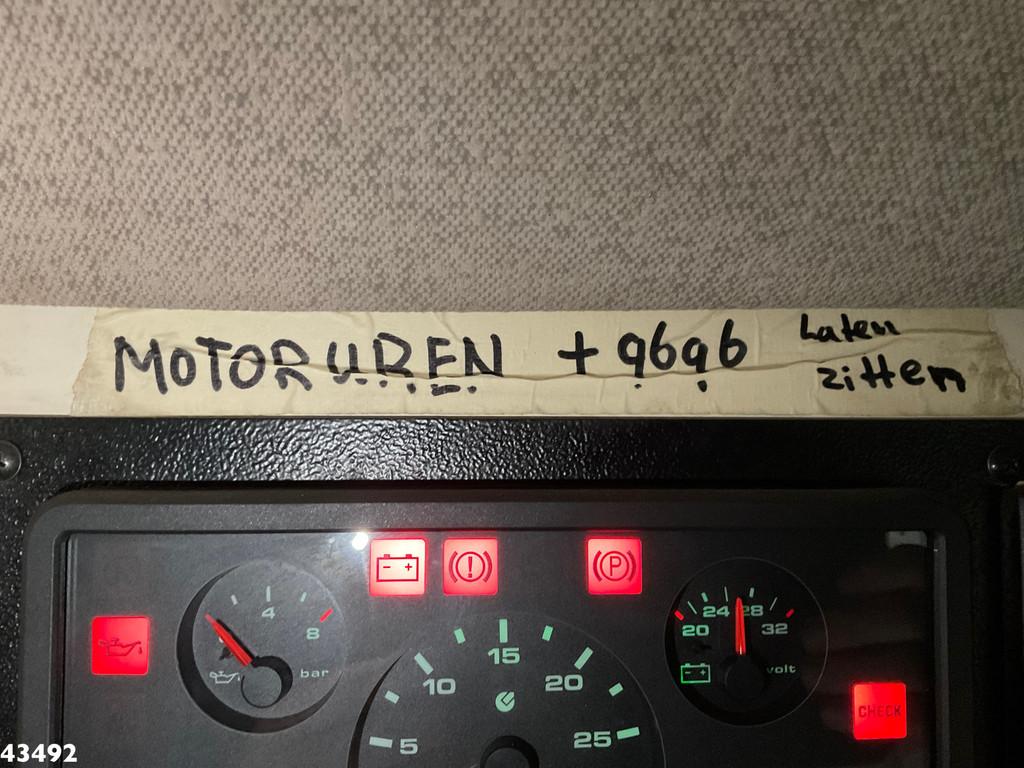 MOTORUREN + 9696 Laten
zitten
4
8
bar
P
20 24 28 32
volt
5 10 15 20 25
CHECK
43492